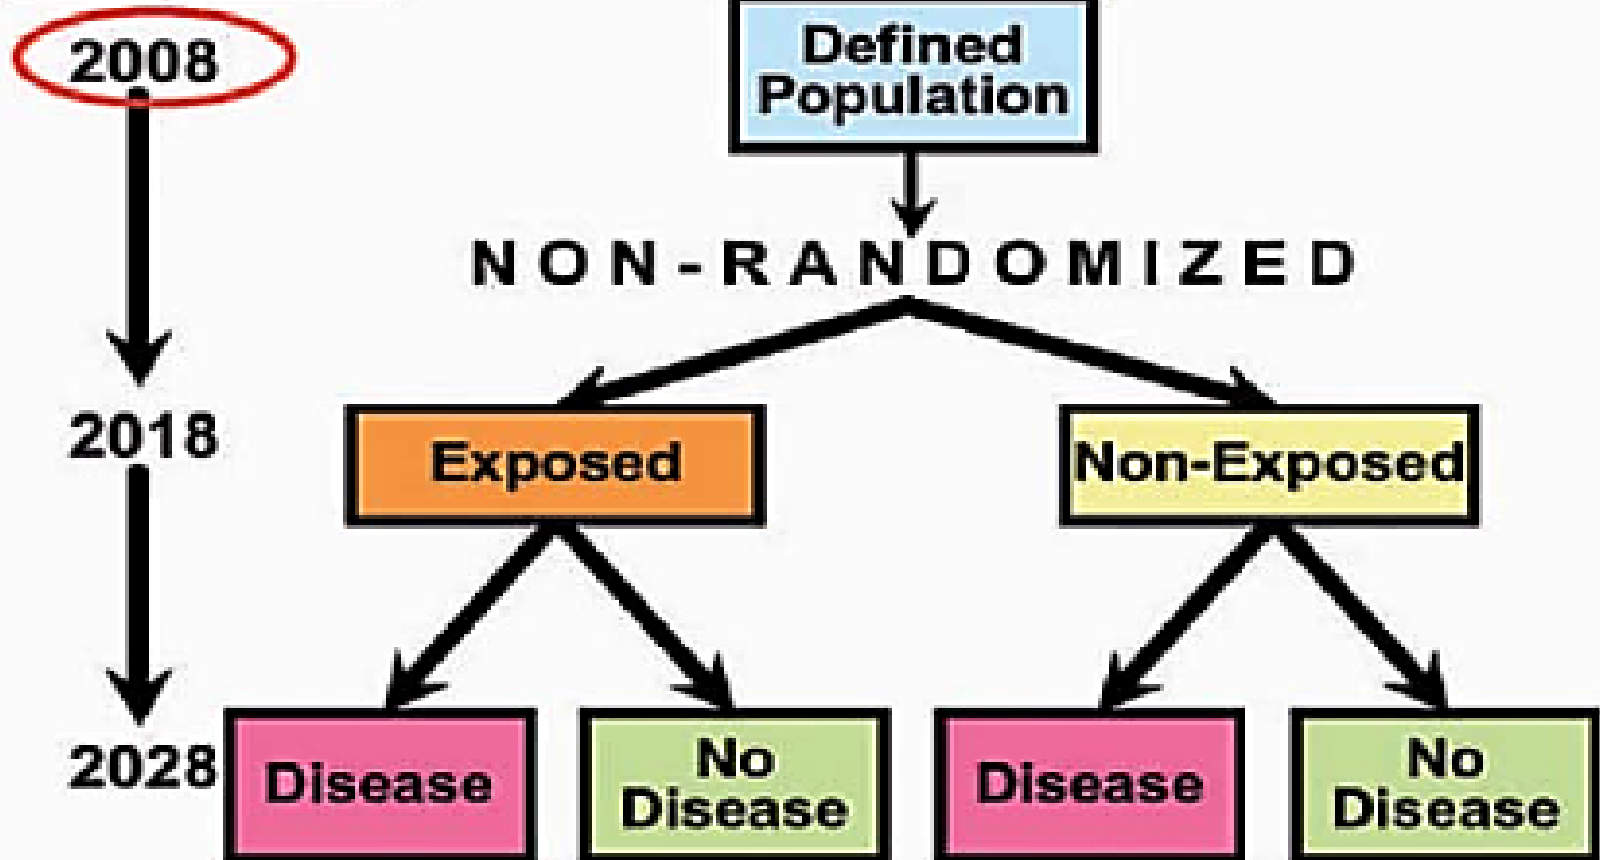 2008
Defined
Population
NON-RANDOMIZED
2018
Exposed
Non-Exposed
2028
Disease
No
Disease
Disease
No
Disease